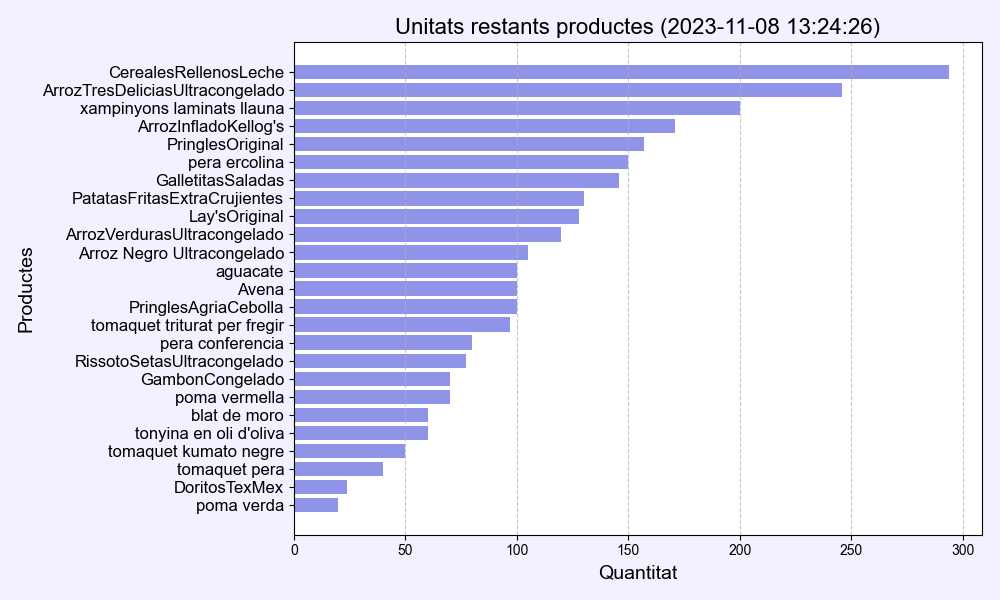 Unitats restants productes (2023-11-08 13:24:26)
Productes
CerealesRellenosLeche
ArrozTresDeliciasUltracongelado
xampinyons laminats llauna
ArrozInfladoKellog's
PringlesOriginal
pera ercolina
GalletitasSaladas
PatatasFritasExtraCrujientes
Lay'sOriginal
ArrozVerdurasUltracongelado
Arroz Negro Ultracongelado
aguacate
Avena
PringlesAgriaCebolla
tomaquet triturat per fregir
pera conferencia
RissotoSetasUltracongelado
GambonCongelado
poma vermella
blat de moro
tonyina en oli d'oliva
tomaquet kumato negre
tomaquet pera
DoritosTexMex
poma verda
0 50 100 150 200 250 300
Quantitat